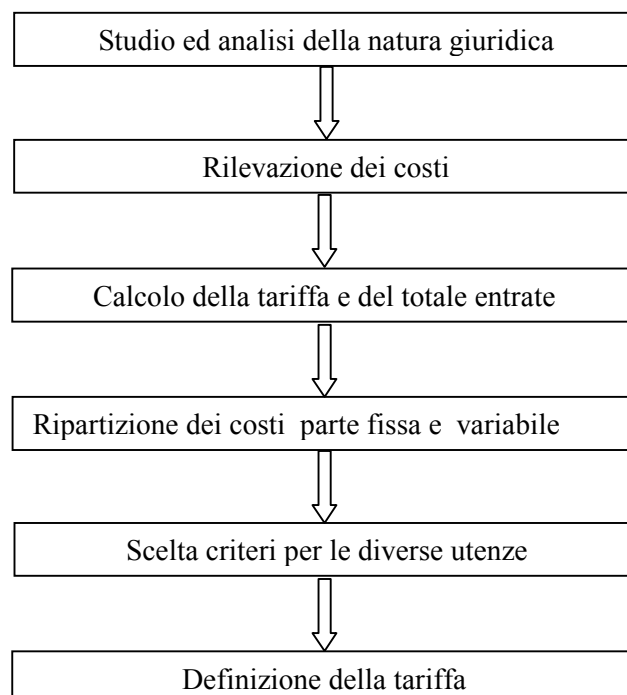 Studio ed analisi della natura giuridica
Rilevazione dei costi
Calcolo della tariffa e del totale entrate
Ripartizione dei costi parte fissa e variabile
Scelta criteri per le diverse utenze
Definizione della tariffa